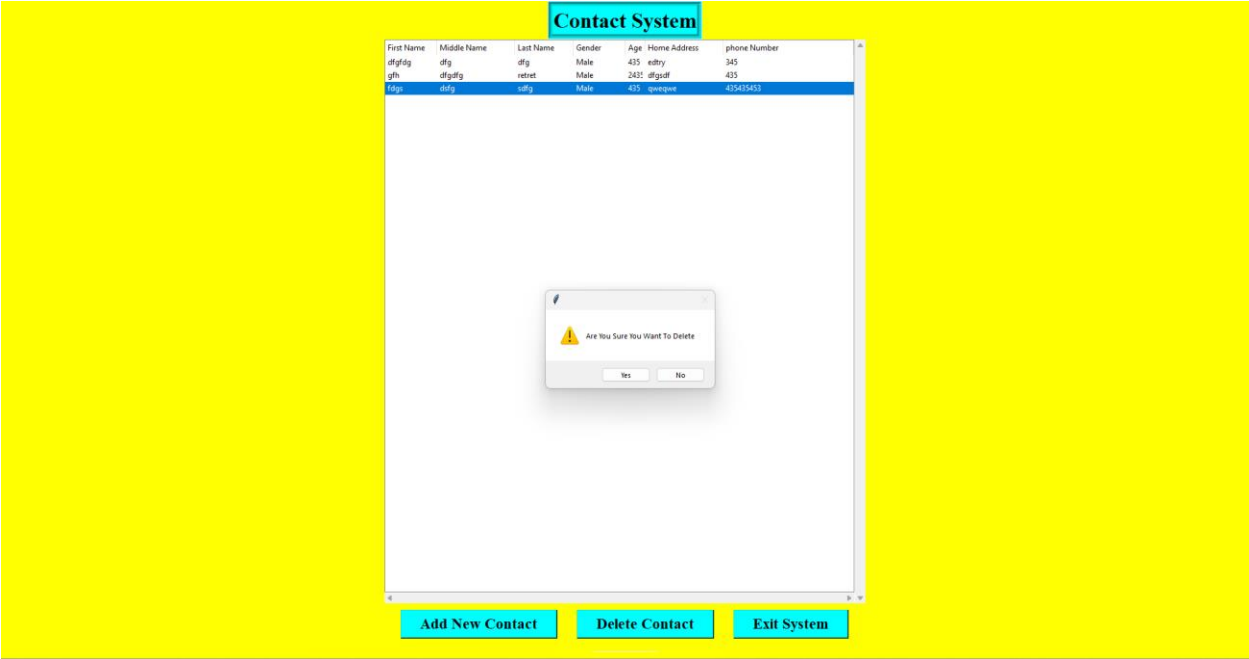 Contact System
First Name Middle Name Last Name Gender Age Home Address phone Number
dfgfdg dfg dfg Male 435 edtry 345
gfh dfgdfg retret Male dfgsdf 435
fdgs dsfg sdfg Male 435 qweqwe 435435453
Are You Sure You Want To Delete
Yes No
Add New Contact Delete Contact Exit System